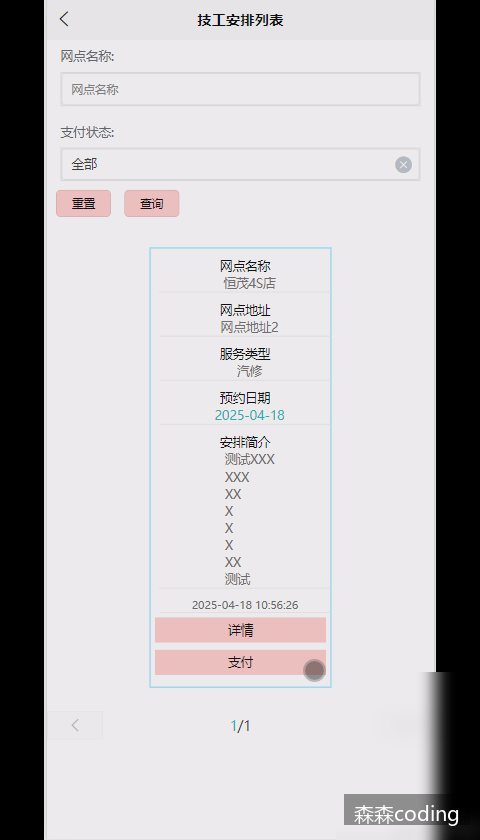 技工安排列表
网点名称:
网点名称
支付状态:
全部
重置
查询
网点名称
恒茂4S店
网点地址
网点地址2
服务类型
汽修
预约日期
2025-04-18
安排简介
测试XXX
XXX
XX
X
X
X
XX
测试
2025-04-18 10:56:26
详情
支付
1/1
森森coding